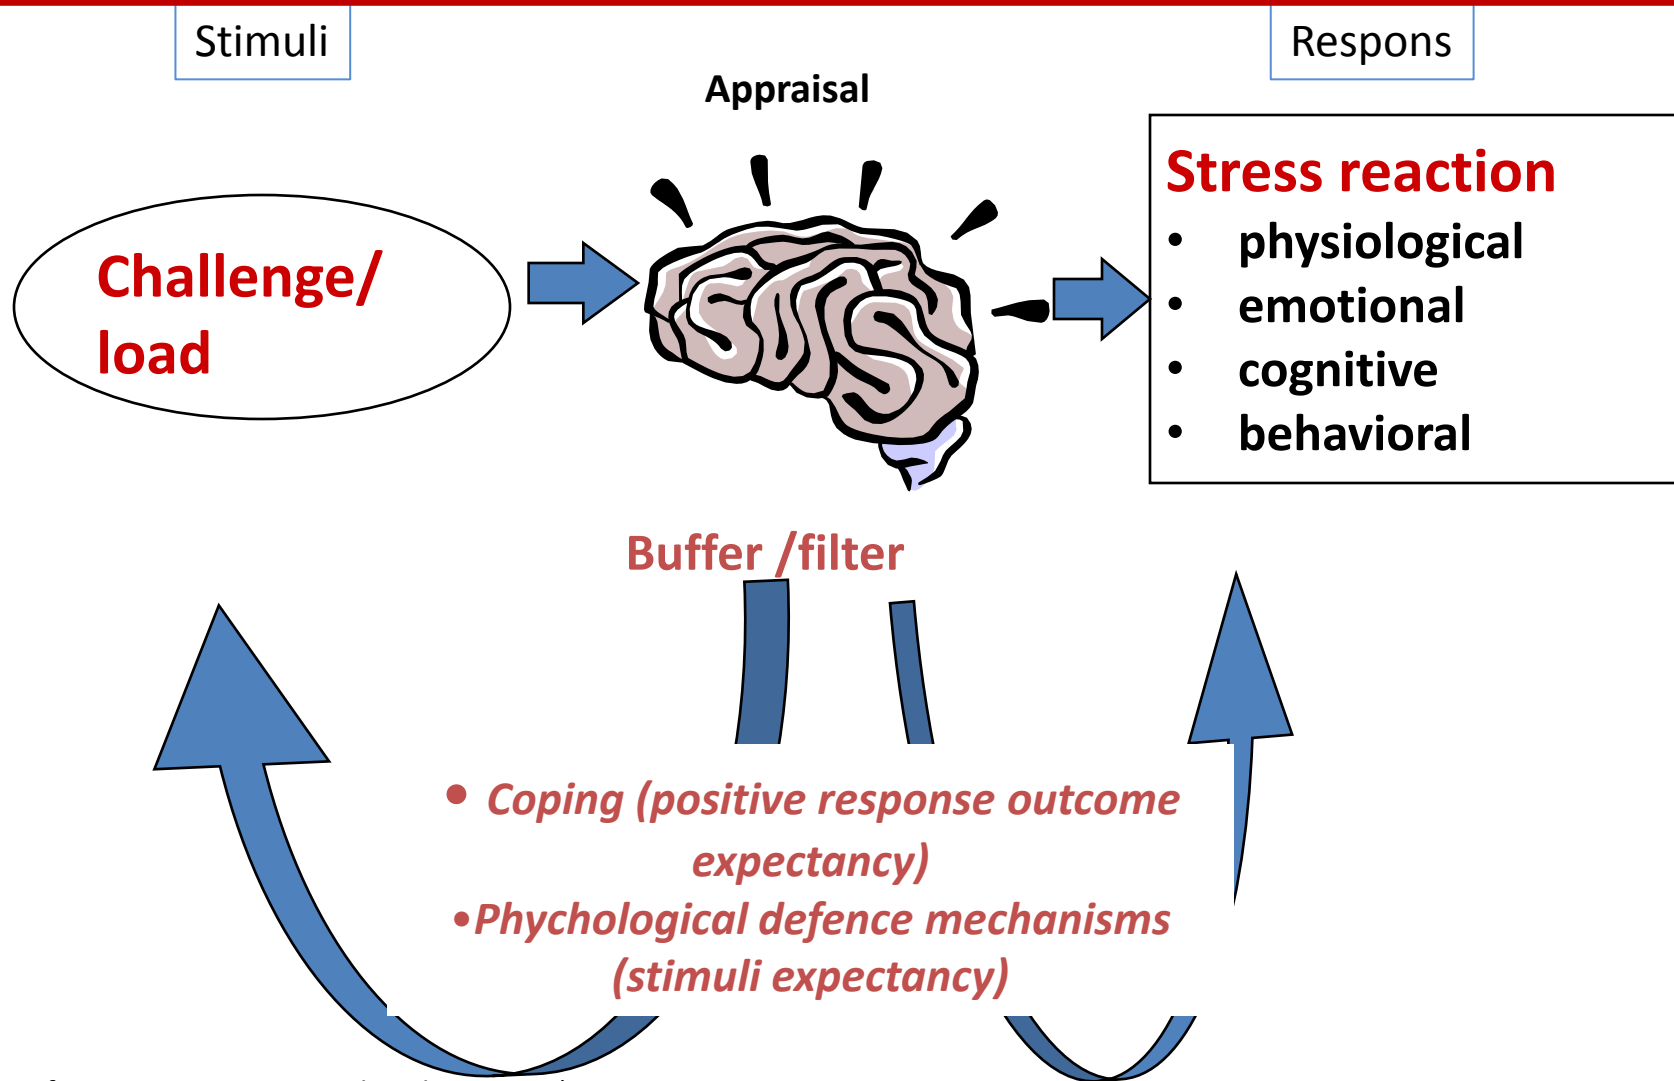 Stimuli
Respons
Appraisal
Challenge/
load
Stress reaction
• physiological
• emotional
• cognitive
• behavioral
Buffer /filter
• Coping (positive response outcome
expectancy)
•Phychological defence mechanisms
(stimuli expectancy)